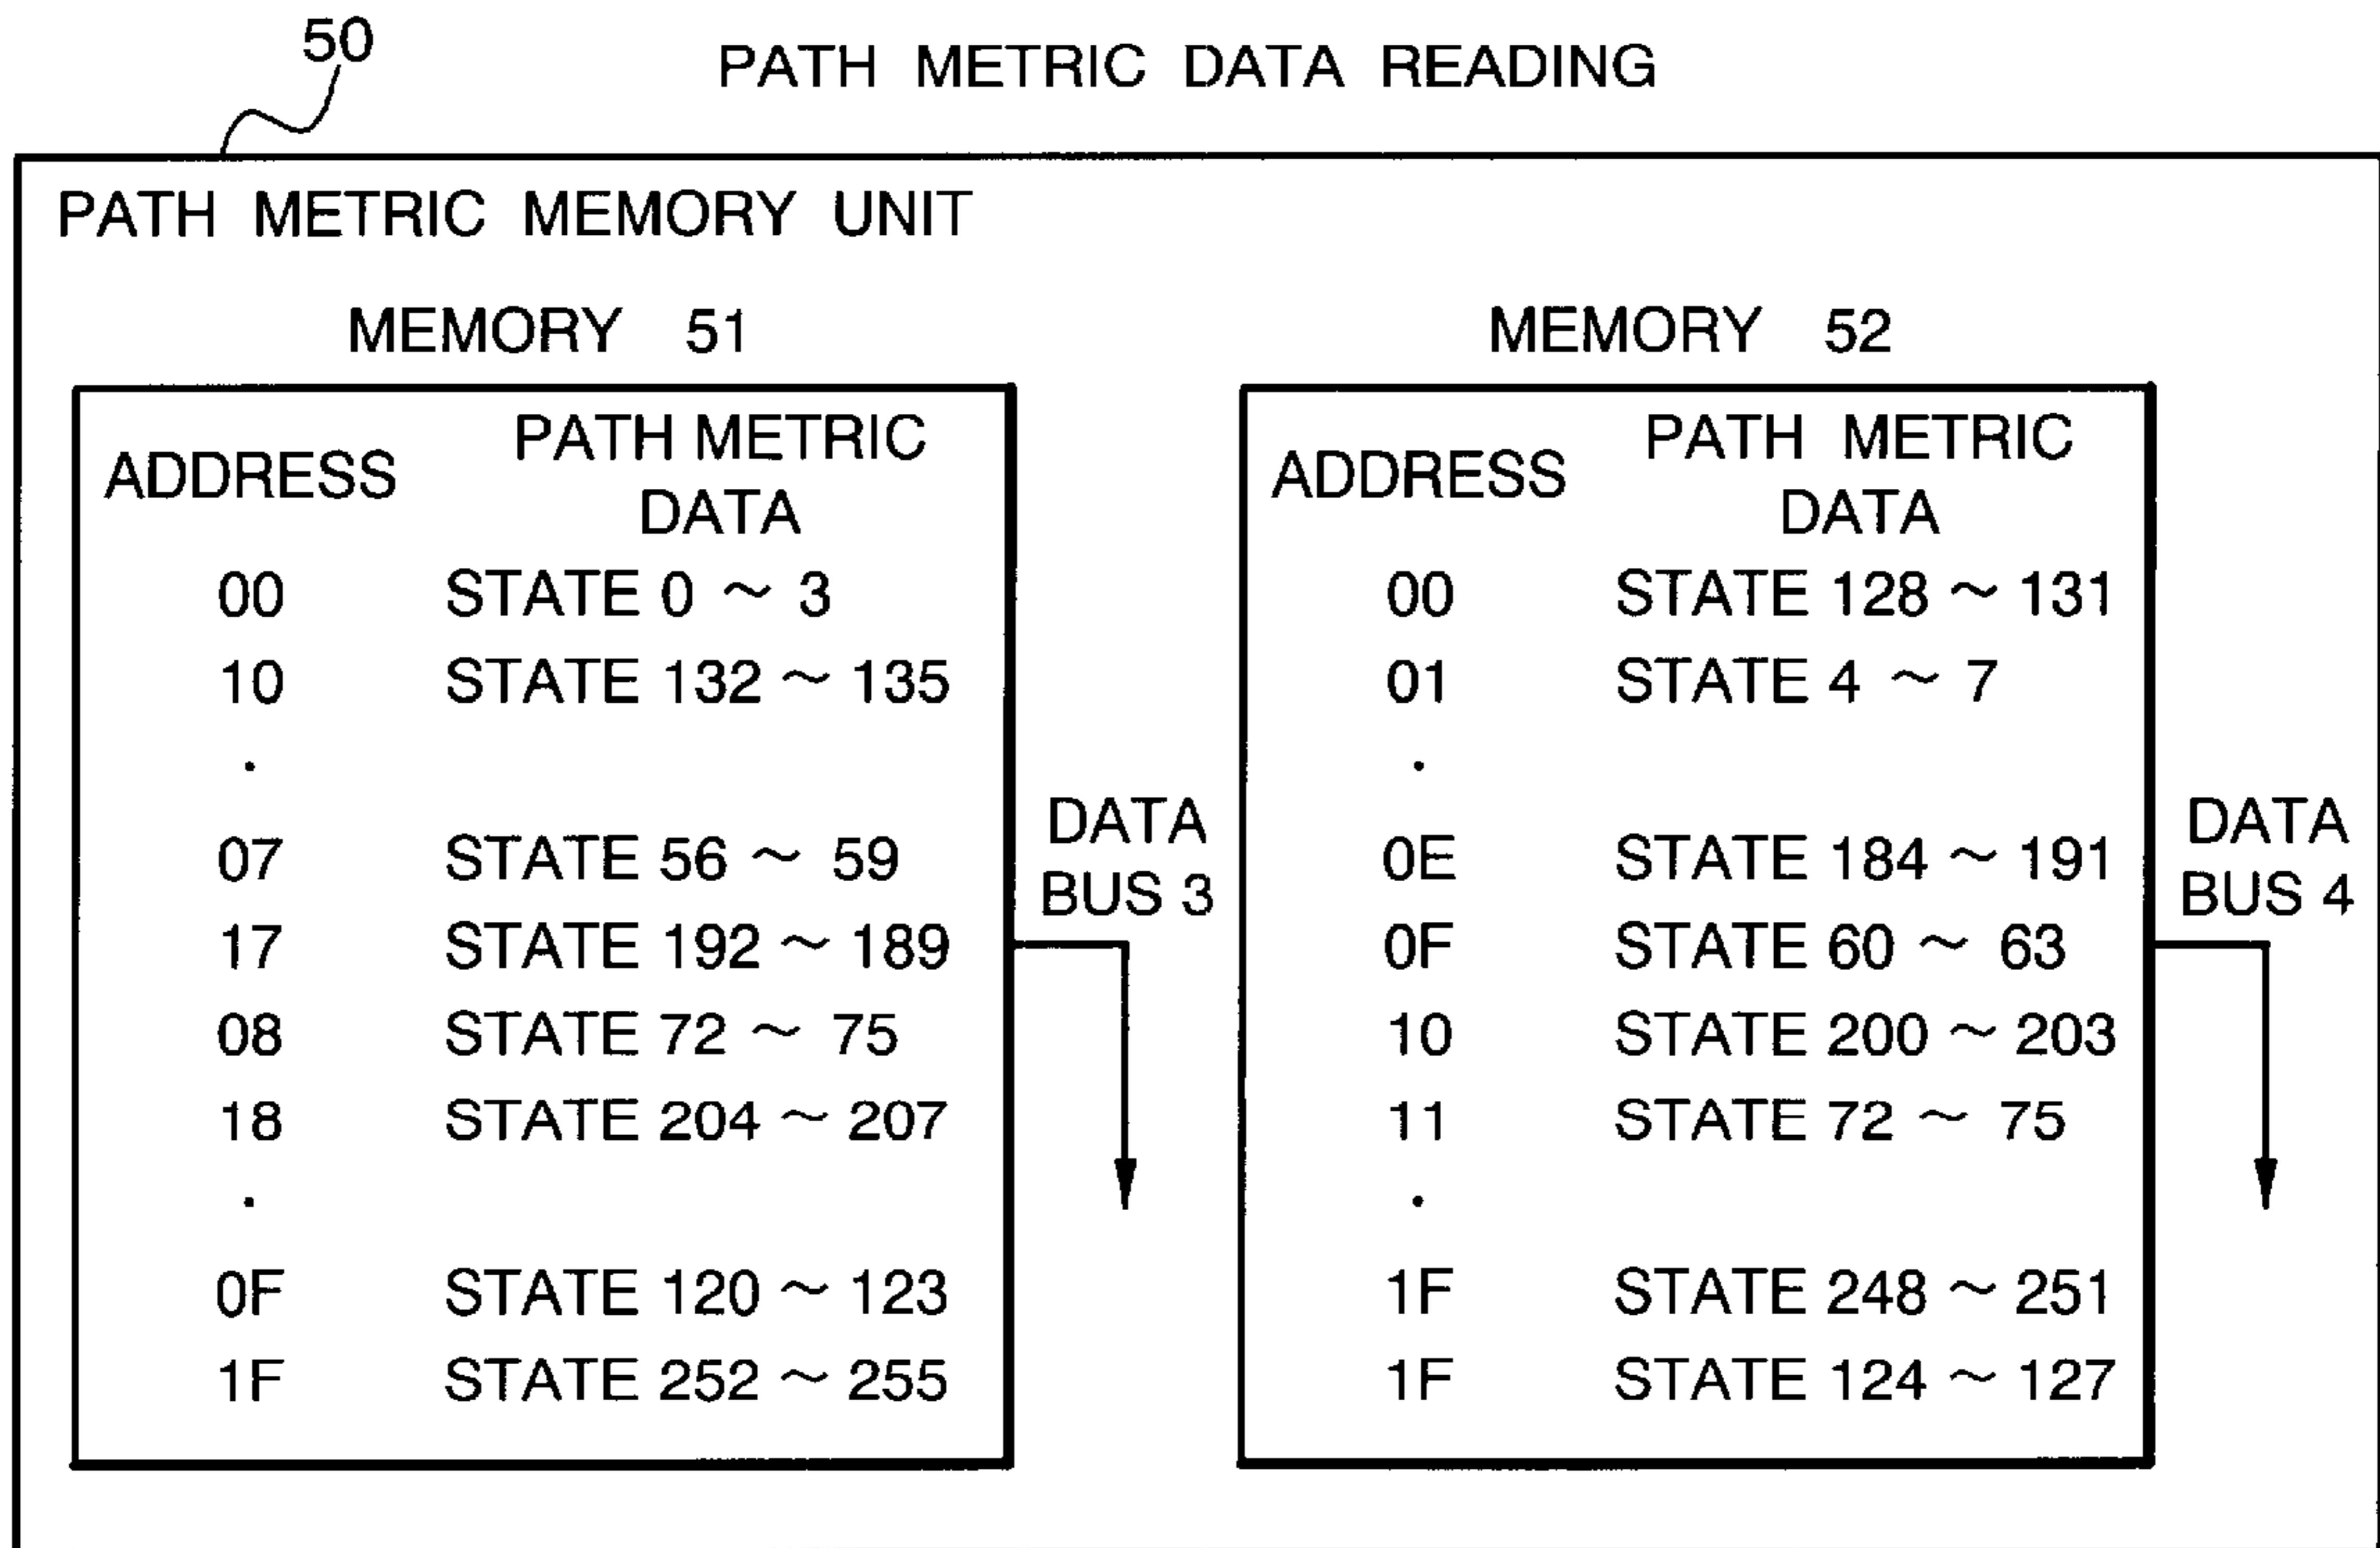 50
PATH METRIC DATA READING
PATH METRIC MEMORY UNIT
MEMORY 51
ADDRESS PATH METRIC DATA
00 STATE 0 ~ 3
10 STATE 132 ~ 135
.
07 STATE 56 ~ 59
17 STATE 192 ~ 189
08 STATE 72 ~ 75
18 STATE 204 ~ 207
.
0F STATE 120 ~ 123
1F STATE 252 ~ 255
DATA
BUS 3
MEMORY 52
ADDRESS PATH METRIC DATA
00 STATE 128 ~ 131
01 STATE 4 ~ 7
.
0E STATE 184 ~ 191
0F STATE 60 ~ 63
10 STATE 200 ~ 203
11 STATE 72 ~ 75
.
1F STATE 248 ~ 251
1F STATE 124 ~ 127
DATA
BUS 4